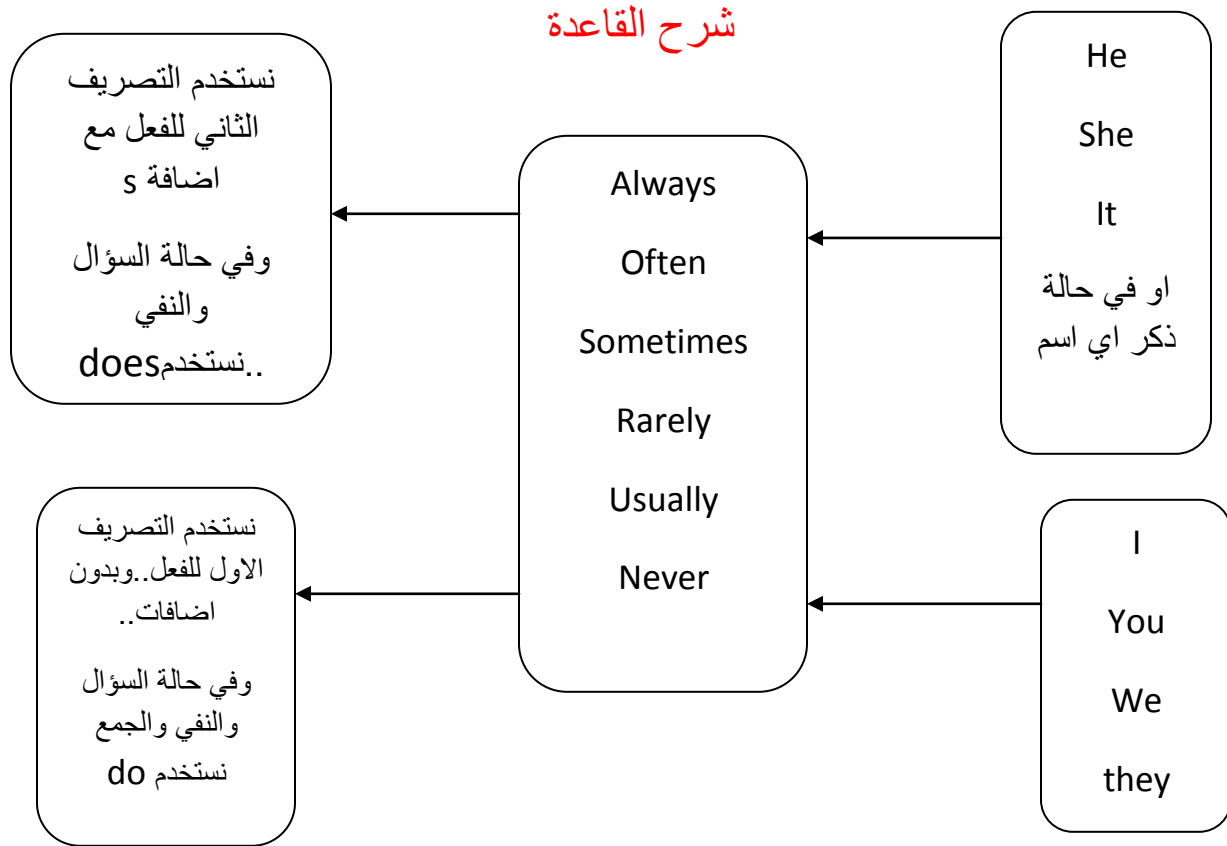 شرح القاعدة
He
She
It
او في حالة
ذكر اي اسم
Always
Often
Sometimes
Rarely
Usually
Never
نستخدم التصريف
الثاني للفعل مع
اضافة s
وفي حالة السؤال
والنفي
نستخدمdoes..
I
You
We
they
نستخدم التصريف
الاول للفعل..وبدون
اضافات..
وفي حالة السؤال
والنفي والجمع
نستخدم do